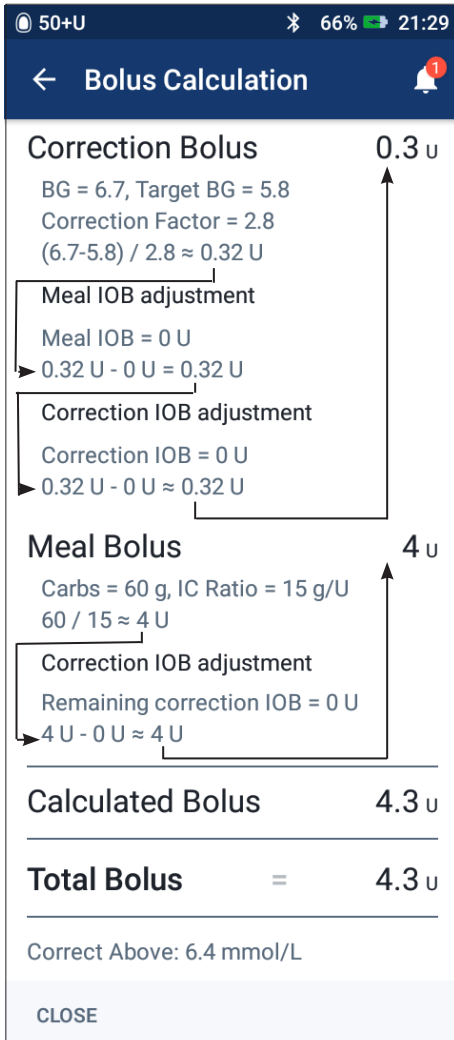 50+U 66% 21:29
Bolus Calculation 1
Correction Bolus 0.3 U
BG = 6.7, Target BG = 5.8
Correction Factor = 2.8
(6.7-5.8) / 2.8 ≈ 0.32 U
Meal IOB adjustment
Meal IOB = 0 U
0.32 U - 0 U = 0.32 U
Correction IOB adjustment
Correction IOB = 0 U
0.32 U - 0 U ≈ 0.32 U
Meal Bolus 4 U
Carbs = 60 g, IC Ratio = 15 g/U
60 / 15 ≈ 4 U
Correction IOB adjustment
Remaining correction IOB = 0 U
4 U - 0 U ≈ 4 U
Calculated Bolus 4.3 U
Total Bolus = 4.3 U
Correct Above: 6.4 mmol/L
CLOSE